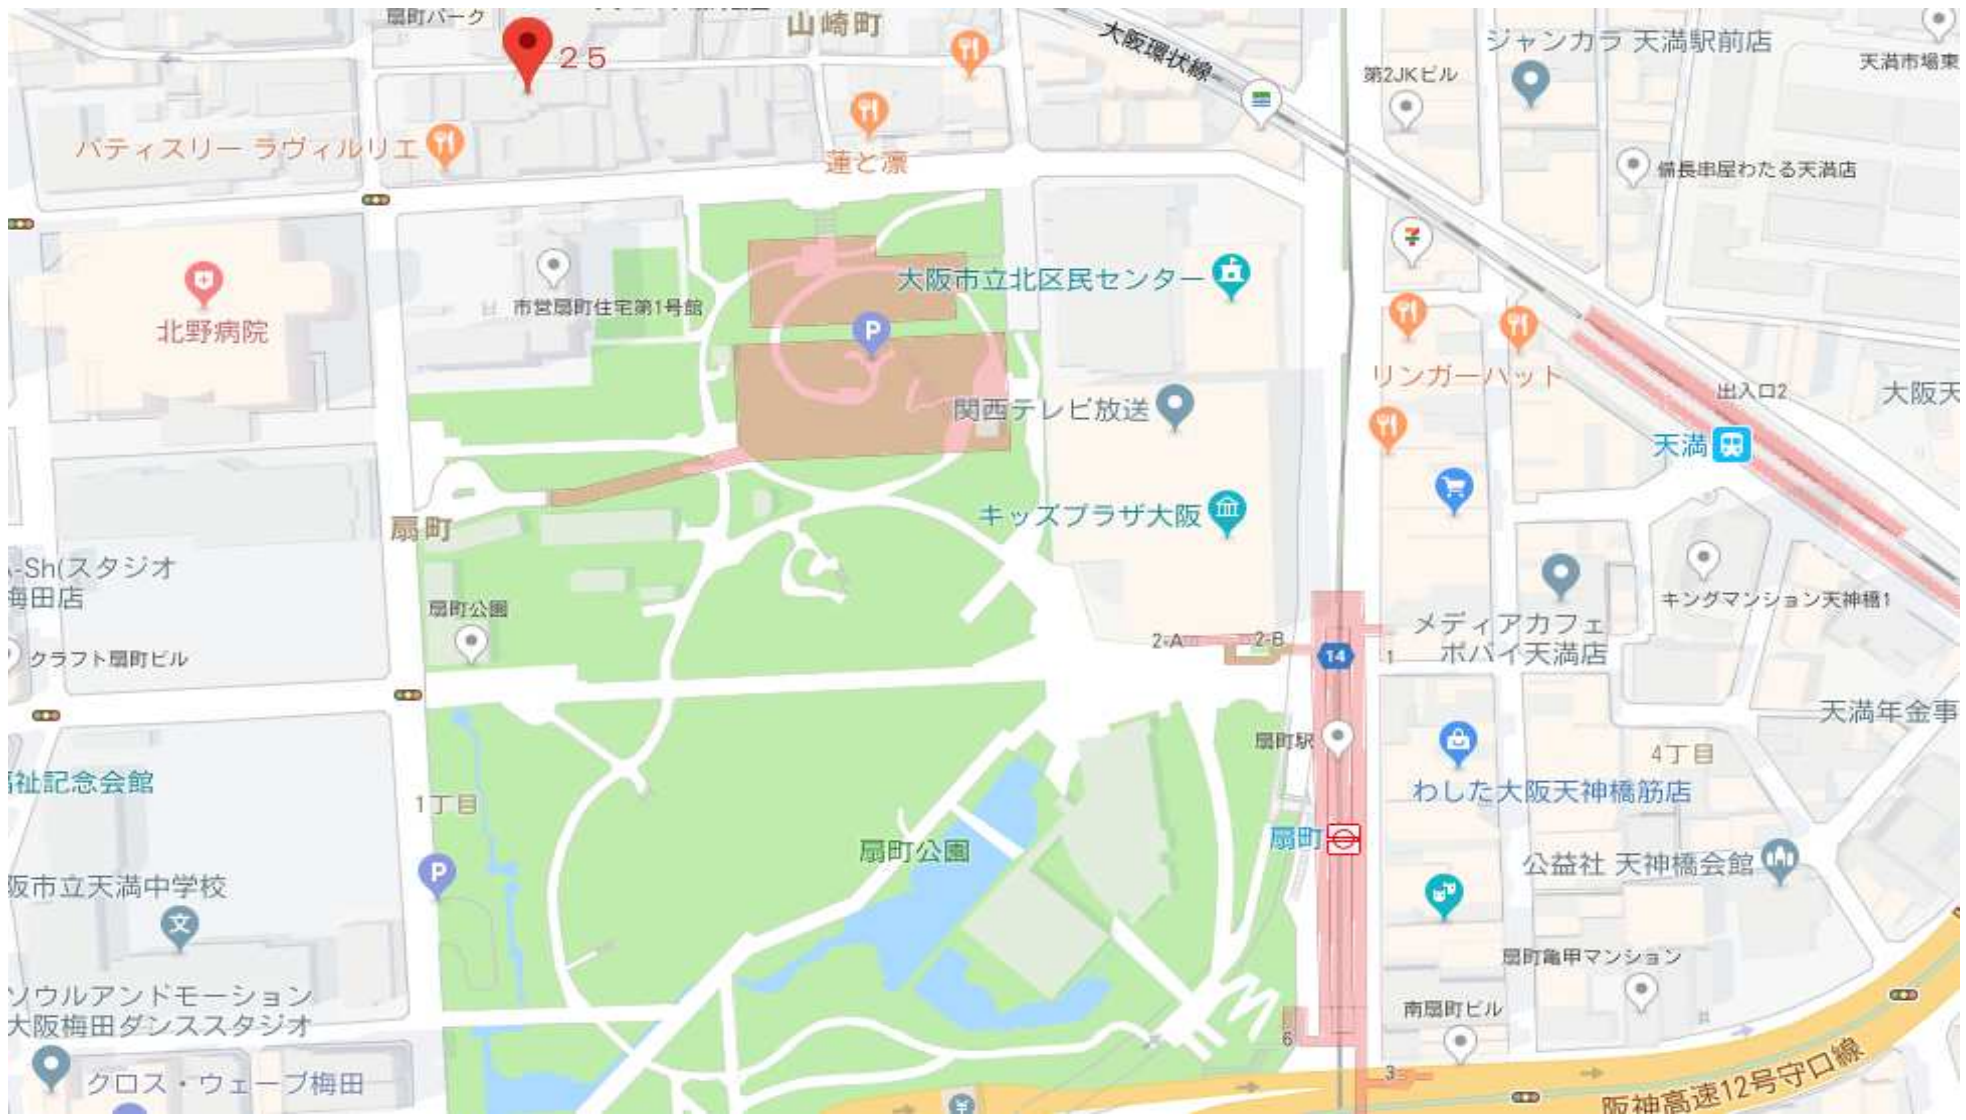 扇町パーク
山崎町
25
大阪環状線
ジャンカラ 天満駅前店
第2JKビル
天満市場東
パティスリー ラヴィルリエ
蓮と凛
備長串屋わたる天満店
北野病院
市営扇町住宅第1号館
P
大阪市立北区民センター
7
リンガーハット
出入口2
大阪天
関西テレビ放送
天満
キッズプラザ大阪
扇町
-Sh(スタジオ
梅田店
扇町公園
クラフト扇町ビル
2-A
2-B
14
1
メディアカフェ
ポパイ天満店
キングマンション天神橋1
天満年金事
扇町駅
4丁目
わした大阪天神橋筋店
福祉記念会館
1丁目
扇町公園
扇町
公益社 天神橋会館
P
阪市立天満中学校
文
扇町亀甲マンション
南扇町ビル
ソウルアンドモーション
大阪梅田ダンススタジオ
6
3
クロス・ウェーブ梅田
阪神高速12号守口線